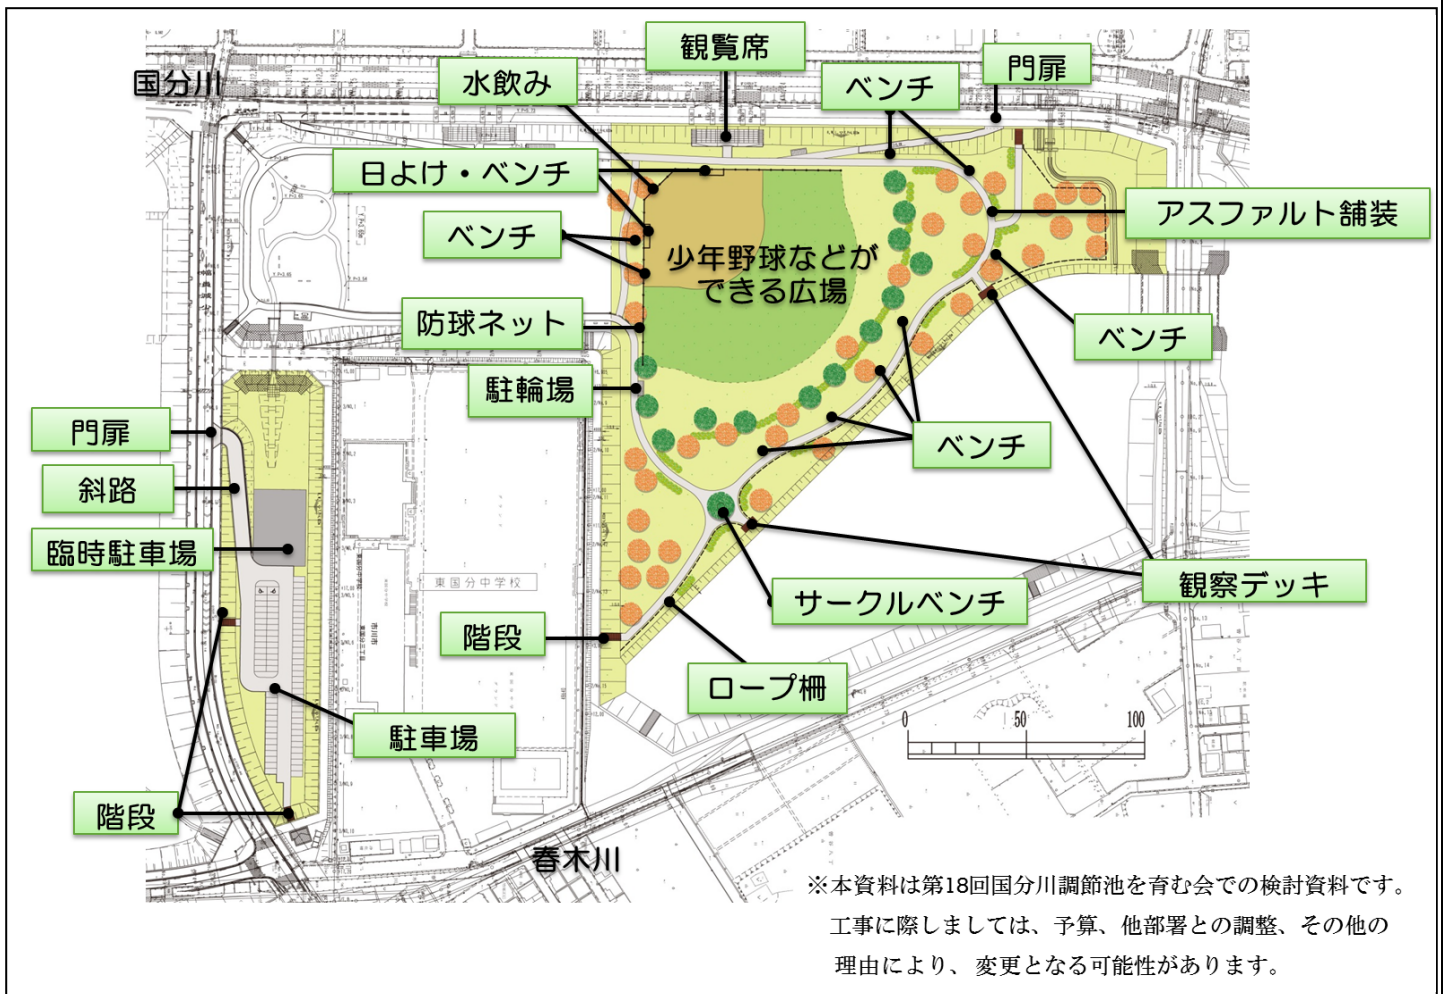 観覧席
国分川
水飲み
ベンチ
門扉
日よけ・ベンチ
アスファルト舗装
ベンチ
少年野球などが
できる広場
防球ネット
ベンチ
駐輪場
門扉
ベンチ
斜路
臨時駐車場
東国分中学校
観察デッキ
サークルベンチ
階段
ロープ柵
0 50 100
駐車場
階段
春木川
※本資料は第18回国分川調節池を育む会での検討資料です。
工事に際しましては、予算、他部署との調整、その他の
理由により、 変更となる可能性があります。